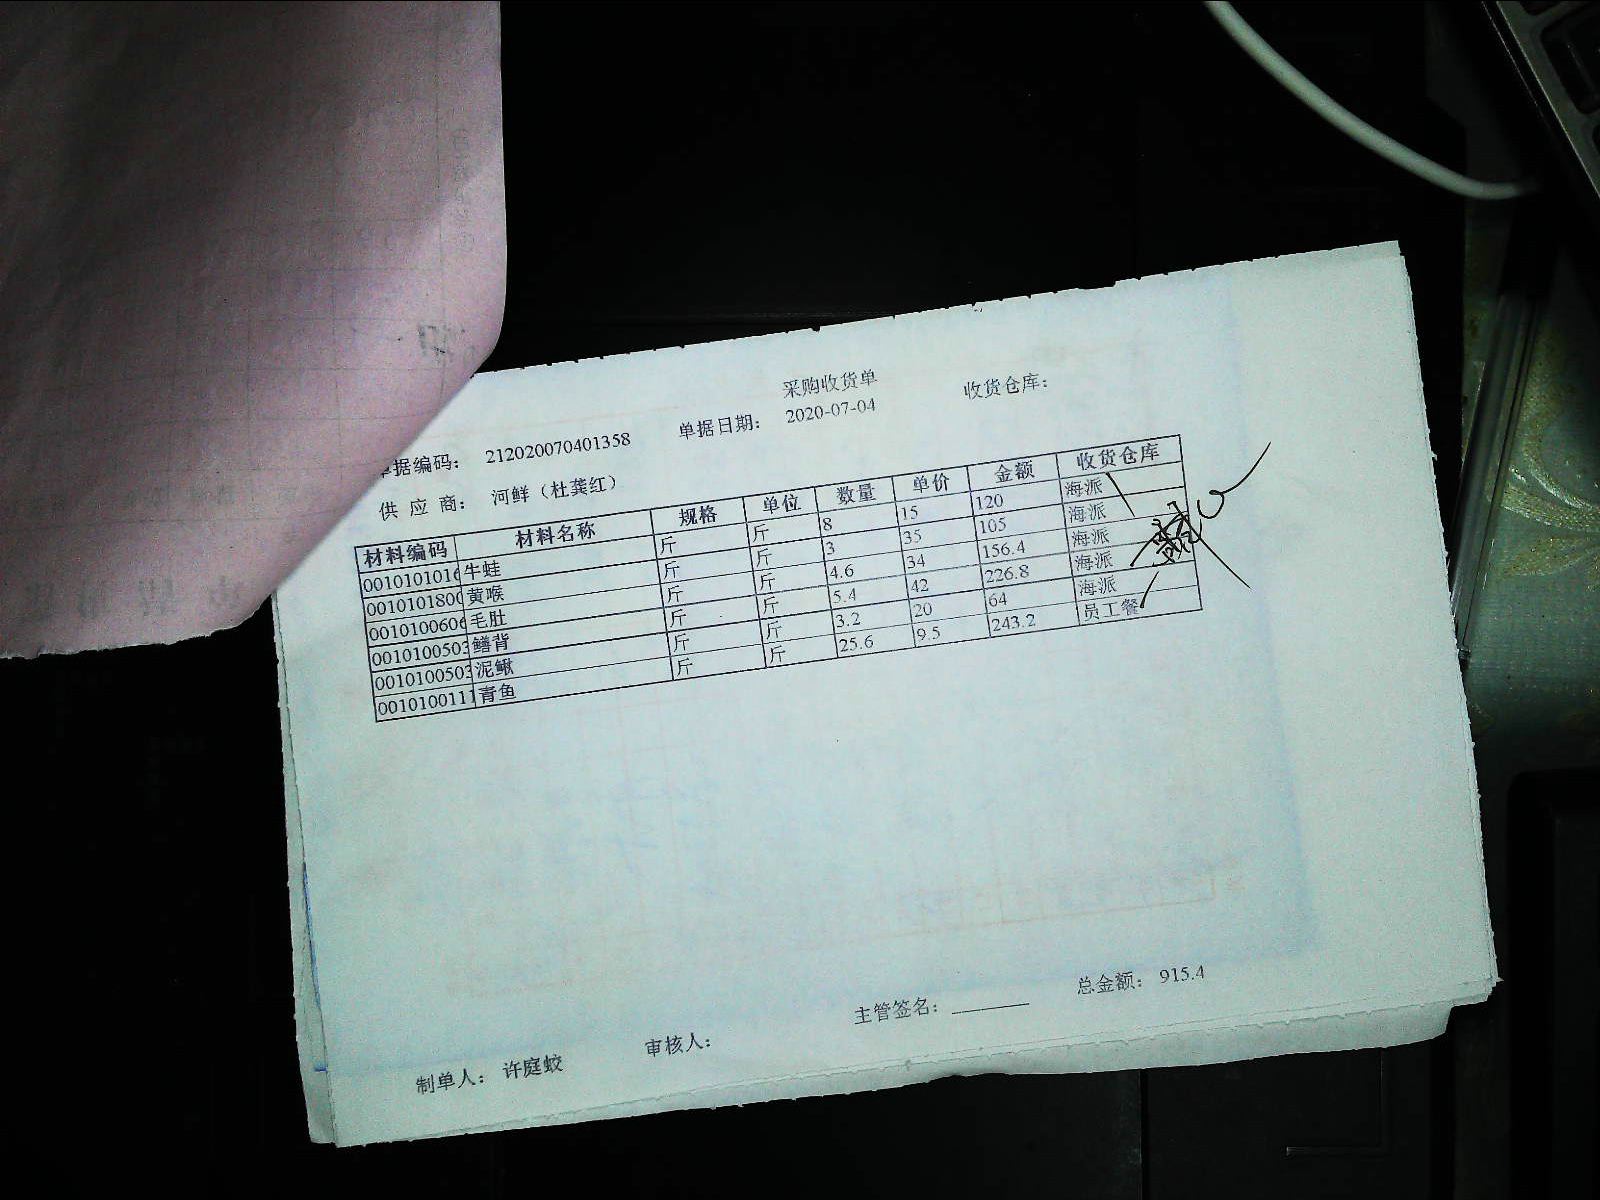 采购收货单
单据编码： 212020070401358 单据日期： 2020-07-04 收货仓库：
供 应 商： 河鲜（杜龚红）
材料编码 材料名称 规格 单位 数量 单价 金额 收货仓库
0010101016 牛蛙 斤 斤 8 15 120 海派
0010101800 黄喉 斤 斤 3 35 105 海派
0010100606 毛肚 斤 斤 4.6 34 156.4 海派
0010100503 鳝背 斤 斤 5.4 42 226.8 海派
0010100503 泥鳅 斤 斤 3.2 20 64 海派
0010100111 青鱼 斤 斤 25.6 9.5 243.2 员工餐
总金额： 915.4
制单人： 许庭蛟 审核人： 主管签名：